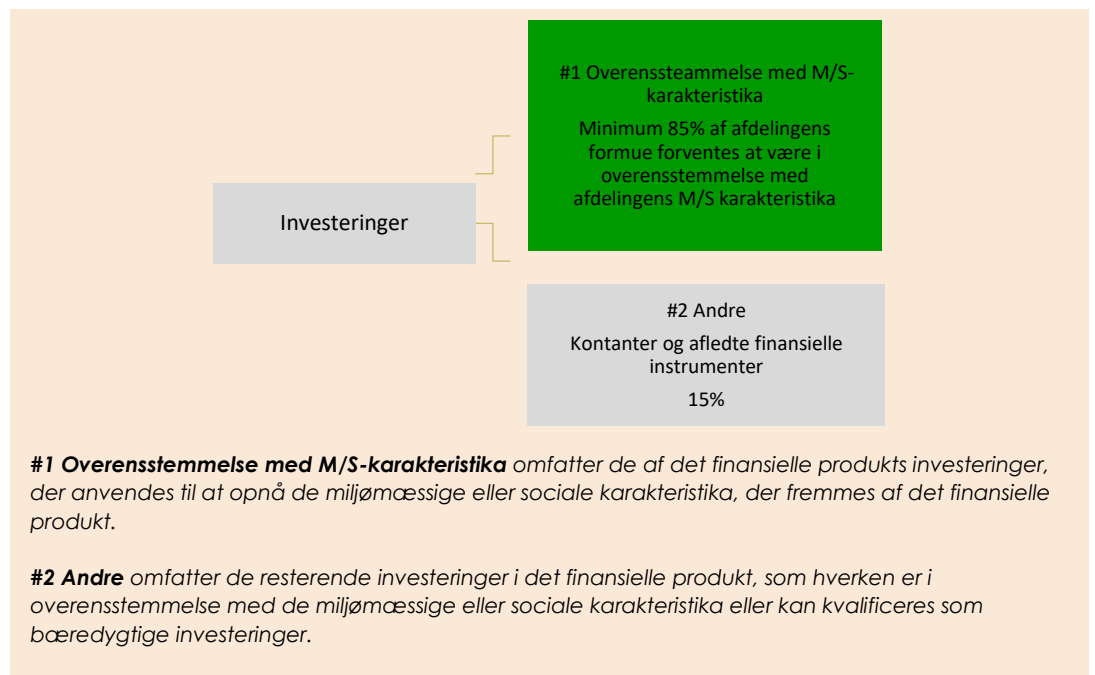 #1 Overenssteammelse med M/S-
karakteristika
Minimum 85% af afdelingens
formue forventes at være i
overensstemmelse med
afdelingens M/S karakteristika
Investeringer
#2 Andre
Kontanter og afledte finansielle
instrumenter
15%
#1 Overensstemmelse med M/S-karakteristika omfatter de af det finansielle produkts investeringer,
der anvendes til at opnå de miljømæssige eller sociale karakteristika, der fremmes af det finansielle
produkt.
#2 Andre omfatter de resterende investeringer i det finansielle produkt, som hverken er i
overensstemmelse med de miljømæssige eller sociale karakteristika eller kan kvalificeres som
bæredygtige investeringer.